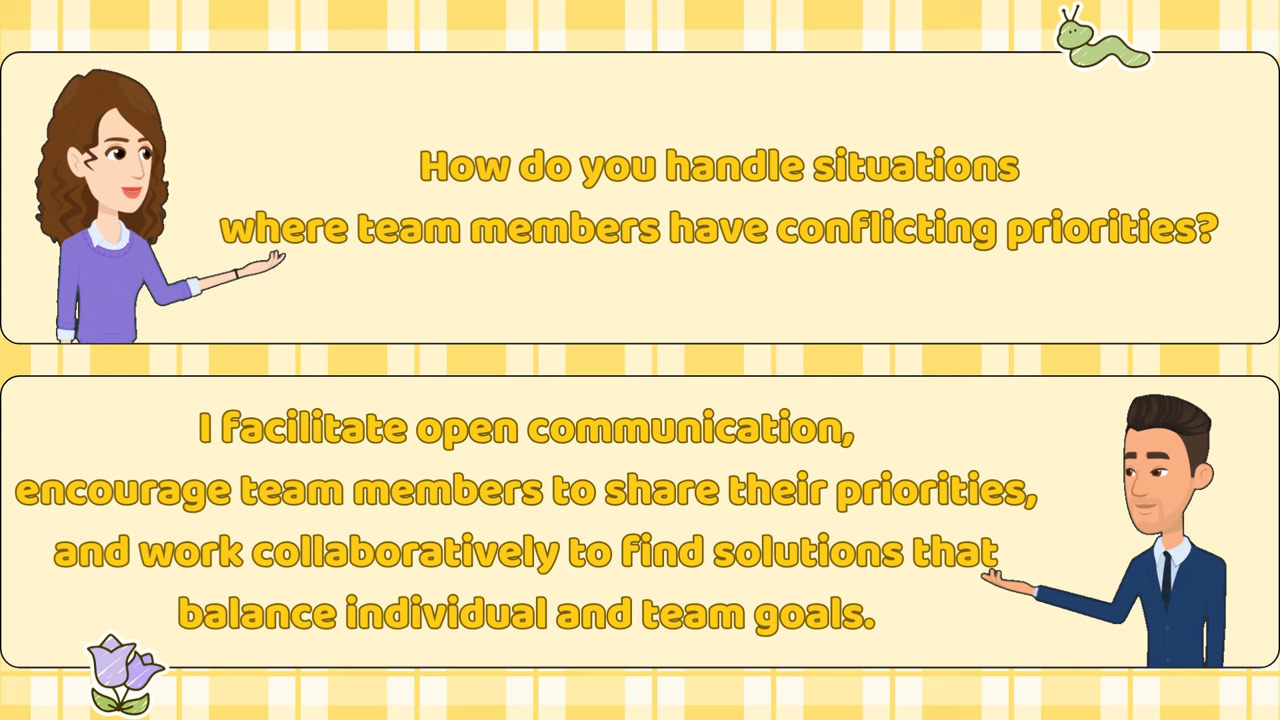 How do you handle situations
where team members have conflicting priorities?
I facilitate open communication,
encourage team members to share their priorities,
and work collaboratively to find solutions that
balance individual and team goals.